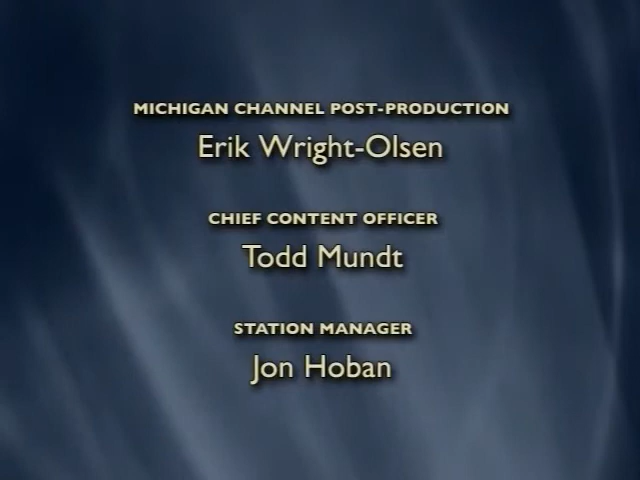 MICHIGAN CHANNEL POST-PRODUCTION
Erik Wright-Olsen
CHIEF CONTENT OFFICER
Todd Mundt
STATION MANAGER
Jon Hoban